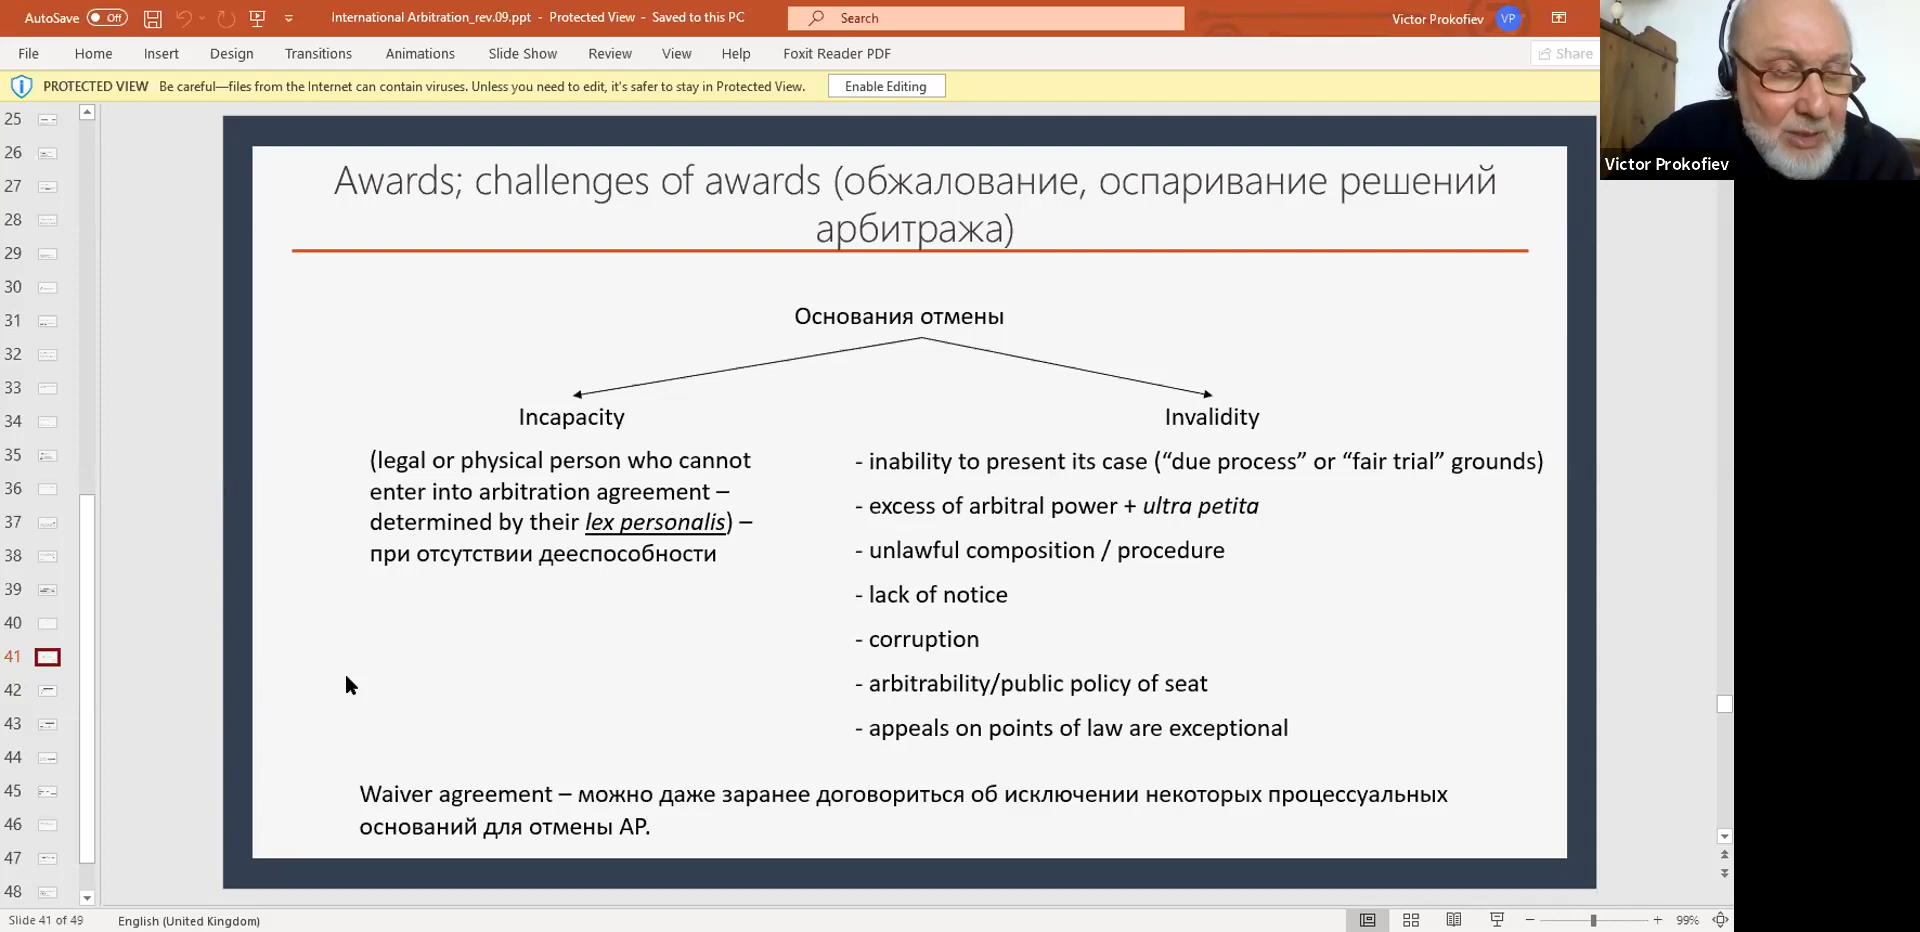 AutoSave Off International Arbitration_rev.09.ppt - Protected View - Saved to this PC Search Victor Prokofiev VP
File Home Insert Design Transitions Animations Slide Show Review View Help Foxit Reader PDF Share
PROTECTED VIEW Be careful—files from the Internet can contain viruses. Unless you need to edit, it's safer to stay in Protected View. Enable Editing
Victor Prokofiev
25
26
27
28
29
30
31
32
33
34
35
36
37
38
39
40
41
42
43
44
45
46
47
48
Awards; challenges of awards (обжалование, оспаривание решений
арбитража)
Основания отмены
Incapacity
(legal or physical person who cannot
enter into arbitration agreement –
determined by their lex personalis) –
при отсутствии дееспособности
Invalidity
- inability to present its case (“due process” or “fair trial” grounds)
- excess of arbitral power + ultra petita
- unlawful composition / procedure
- lack of notice
- corruption
- arbitrability/public policy of seat
- appeals on points of law are exceptional
Waiver agreement – можно даже заранее договориться об исключении некоторых процессуальных
оснований для отмены АР.
Slide 41 of 49 English (United Kingdom) 99%